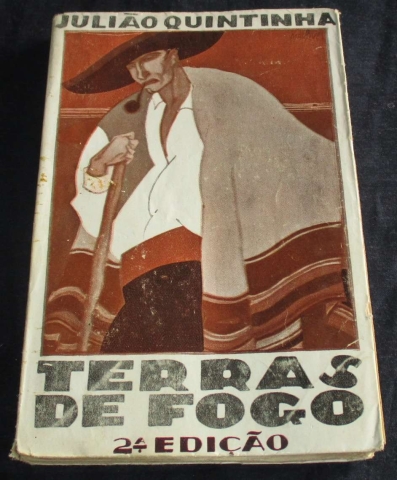 JULIÃO QUINTINHA
TERRAS
DE FOGO
2ª EDIÇÃO